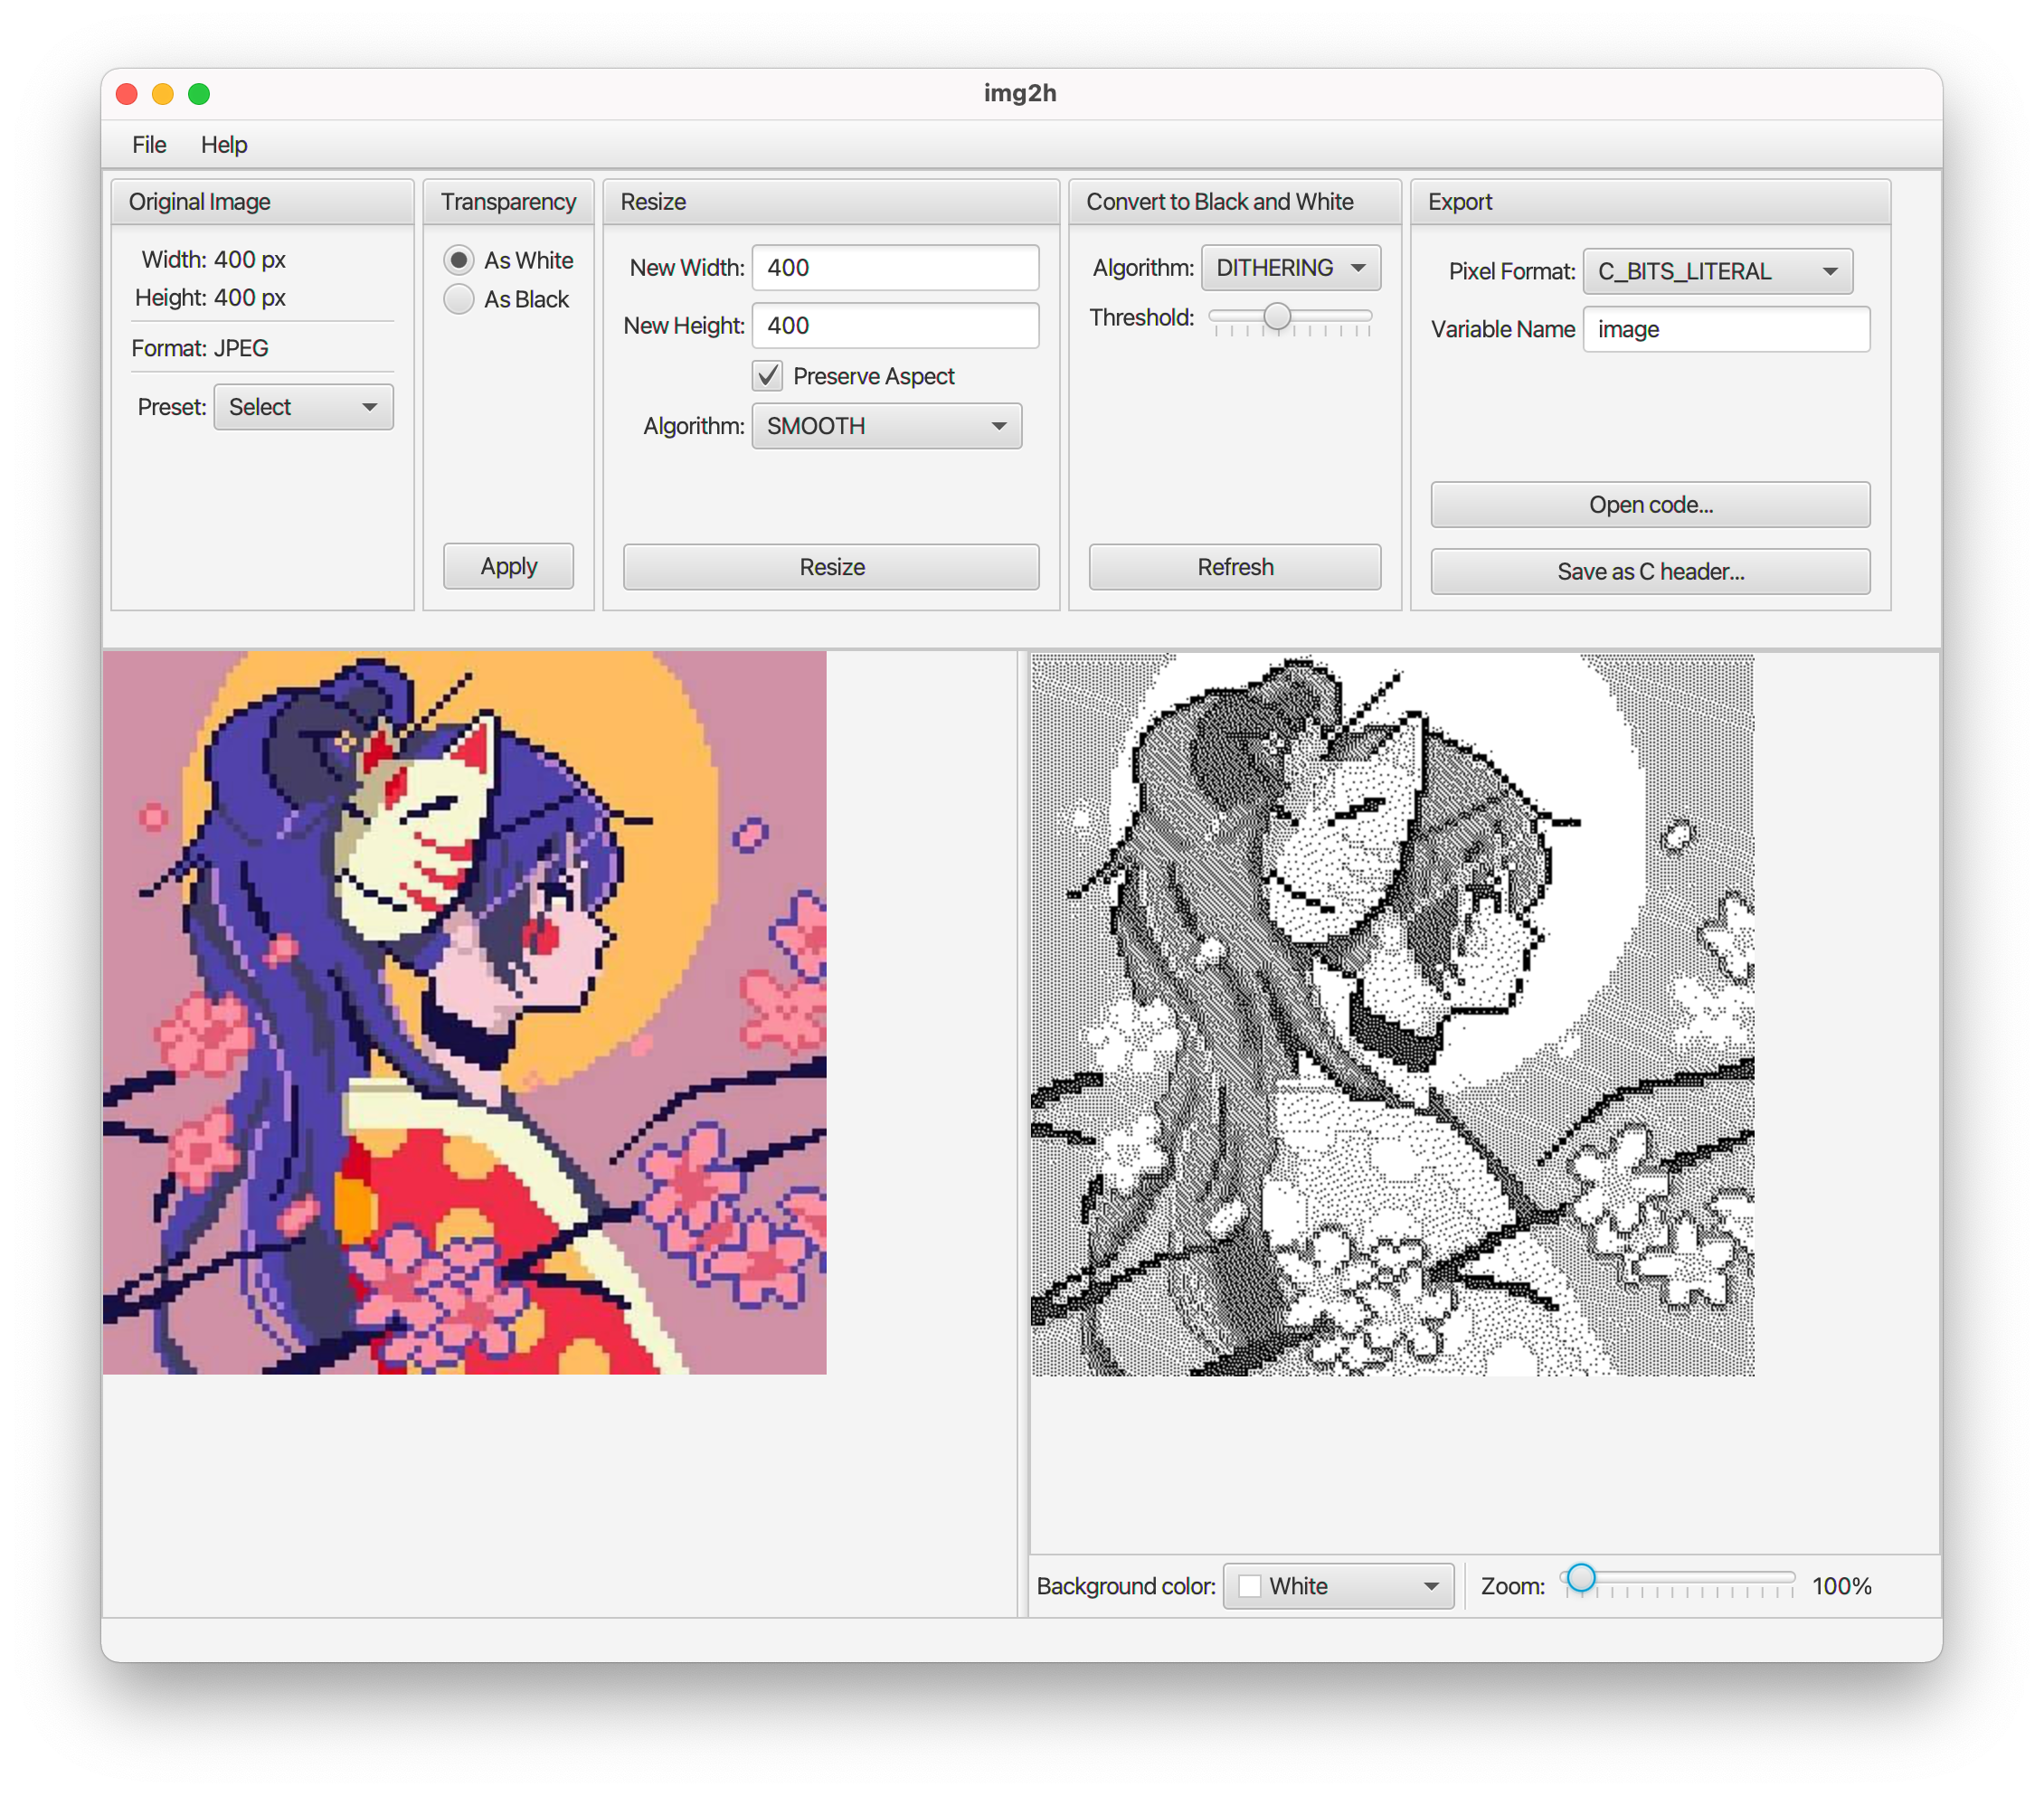 img2h
File Help
Original Image
Width: 400 px
Height: 400 px
Format: JPEG
Preset: Select
Transparency
As White
As Black
Apply
Resize
New Width: 400
New Height: 400
Preserve Aspect
Algorithm: SMOOTH
Resize
Convert to Black and White
Algorithm: DITHERING
Threshold:
Refresh
Export
Pixel Format: C_BITS_LITERAL
Variable Name image
Open code...
Save as C header...
Background color: White Zoom: 100%